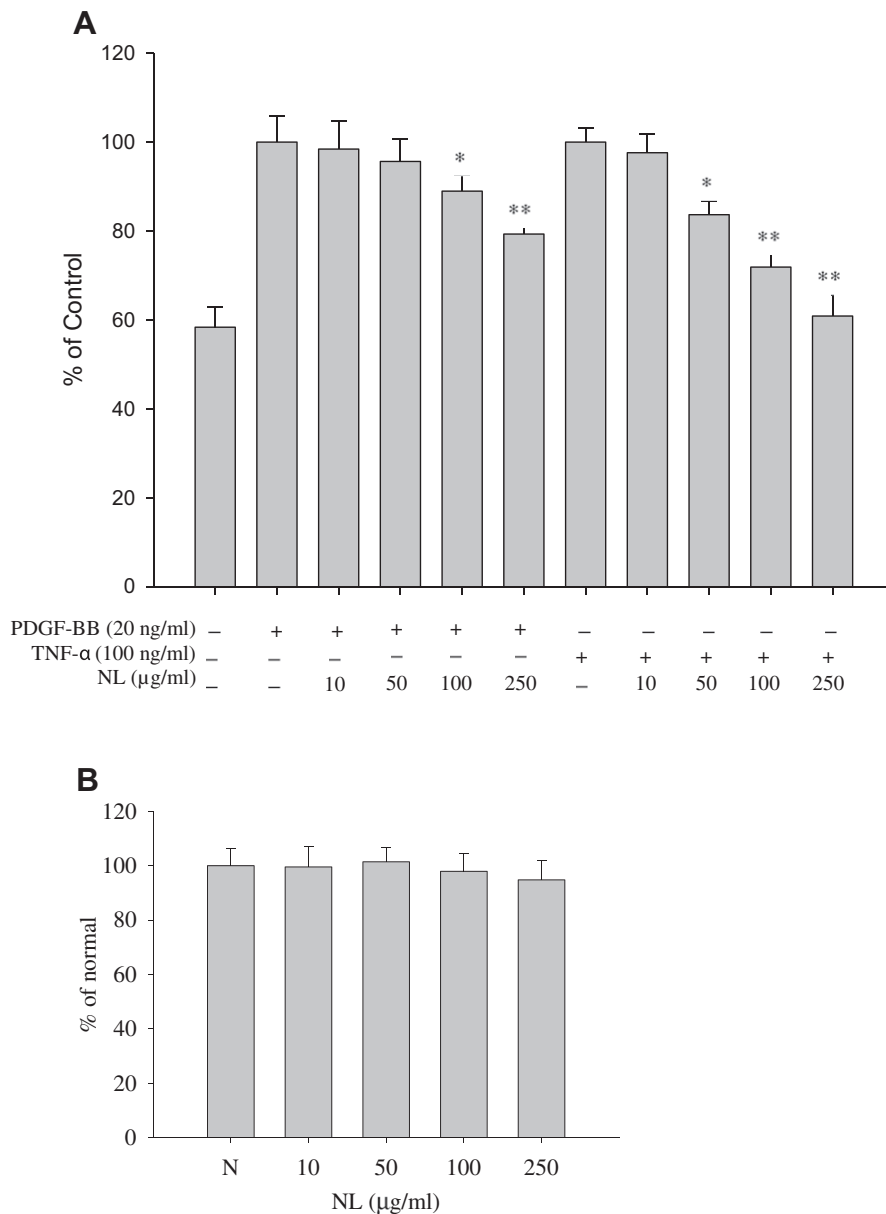 A
120
100
80
60
40
20
0
% of Control
*
**
*
**
**
PDGF-BB (20 ng/ml) – + + + + + – – – – –
TNF-α (100 ng/ml) – – – – – – + + + + +
NL (μg/ml) – – 10 50 100 250 – 10 50 100 250
B
120
100
80
60
40
20
0
% of normal
N 10 50 100 250
NL (μg/ml)